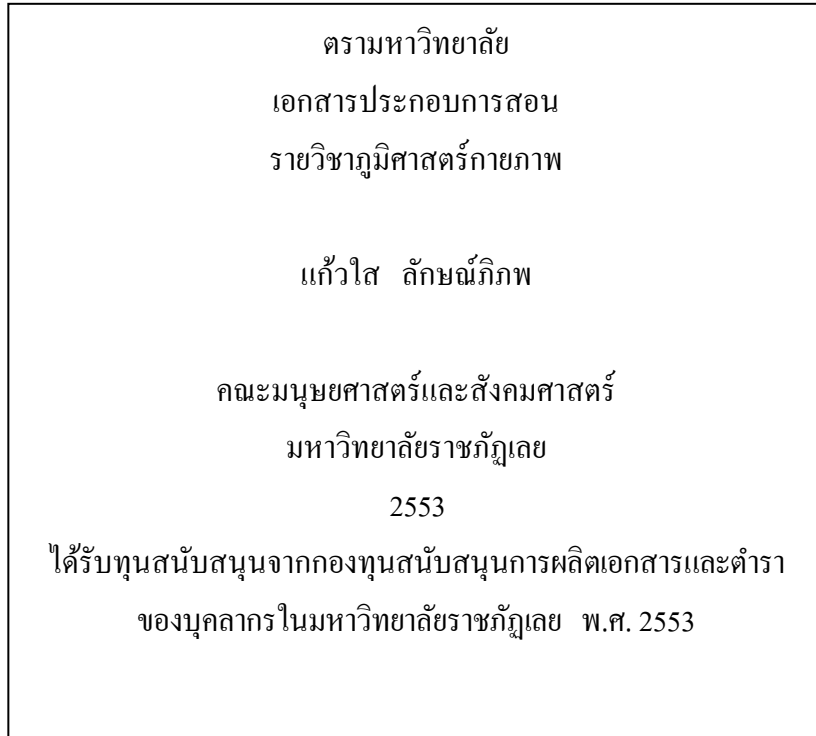 ตรามหาวิทยาลัย
เอกสารประกอบการสอน
รายวิชาภูมิศาสตร์กายภาพ
แก้วใส ลักษณ์ภิภพ
คณะมนุษยศาสตร์และสังคมศาสตร์
มหาวิทยาลัยราชภัฏเลย
2553
ได้รับทุนสนับสนุนจากกองทุนสนับสนุนการผลิตเอกสารและตำรา
ของบุคลากรในมหาวิทยาลัยราชภัฏเลย พ.ศ. 2553